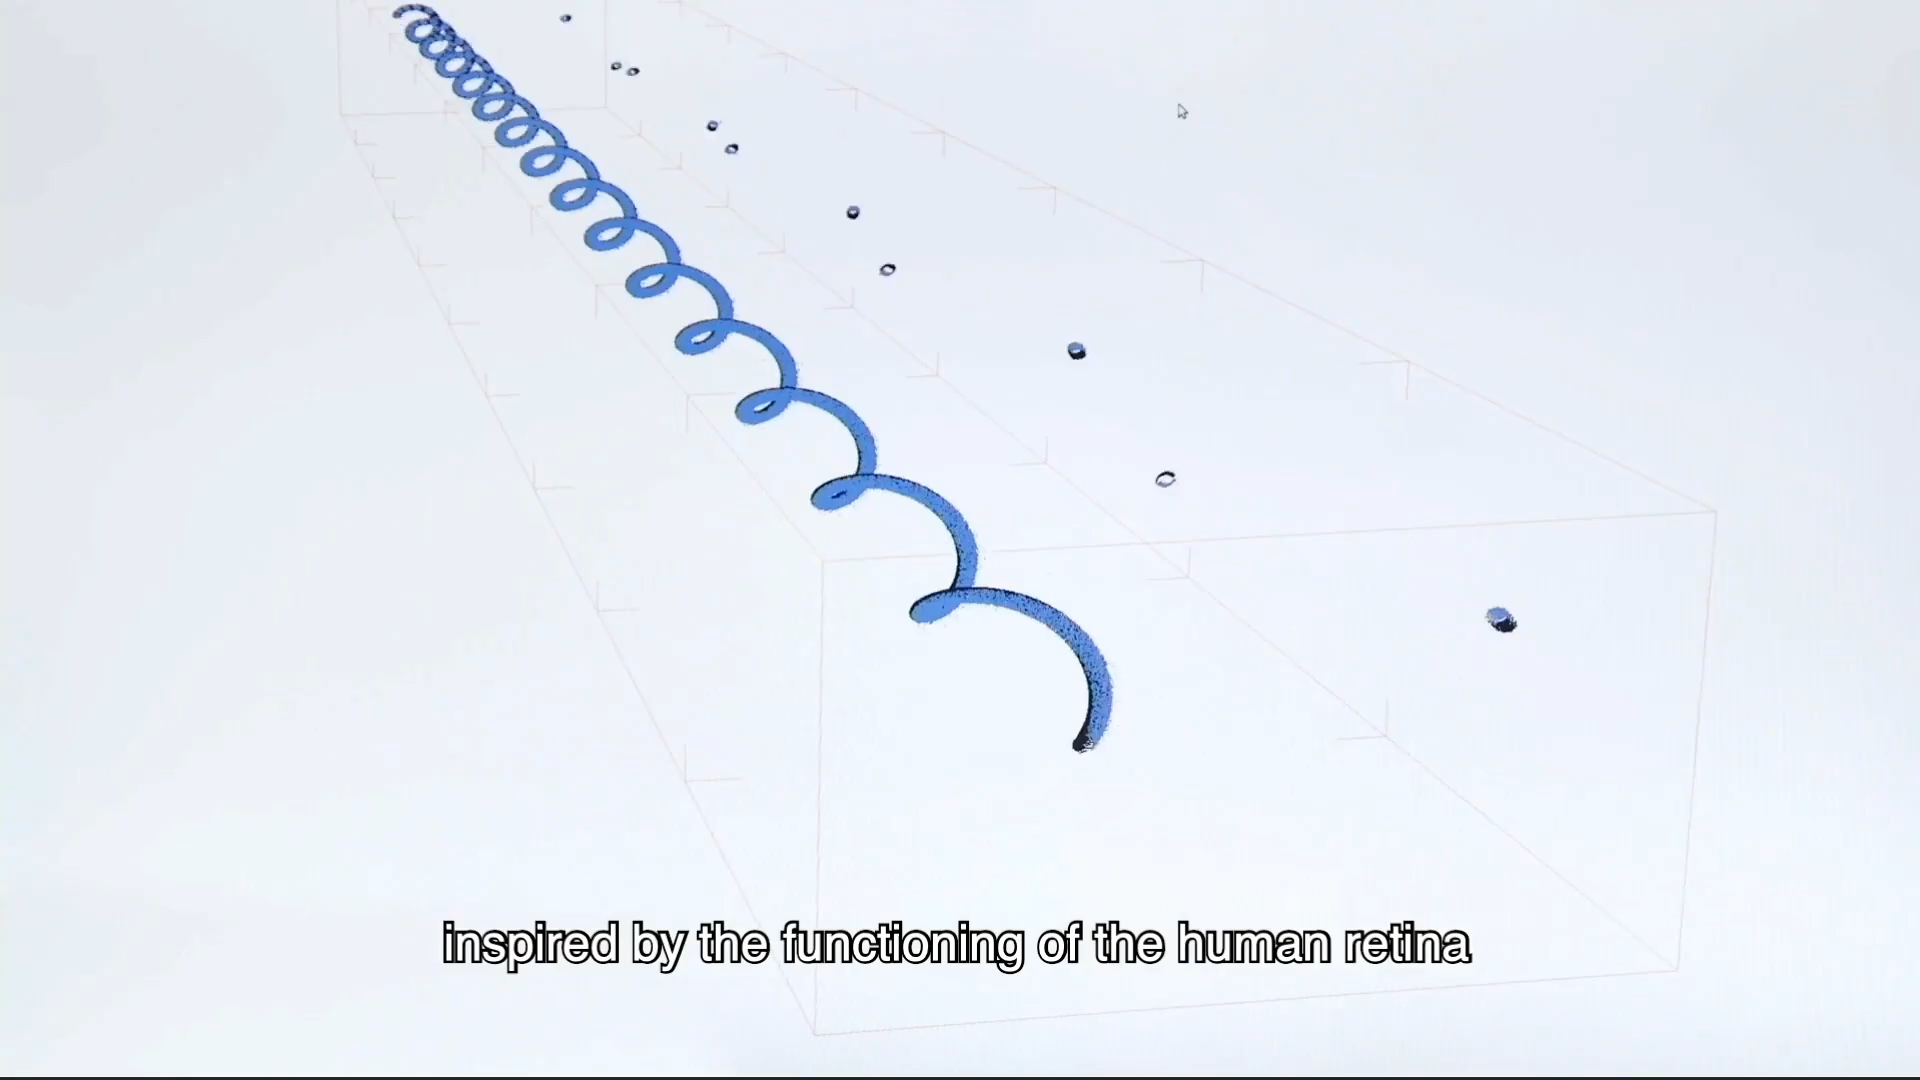 inspired by the functioning of the human retina